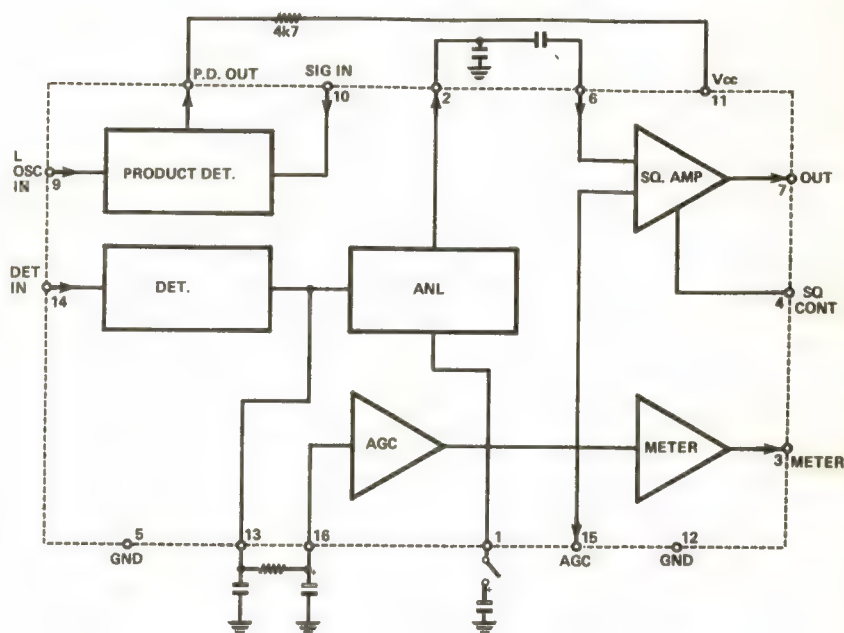 4k7
P.D. OUT
SIG IN
10
2
6
Vcc
11
L
OSC
IN
9
PRODUCT DET.
SQ. AMP
7
OUT
DET
IN
14
DET.
ANL
4
SQ
CONT
AGC
METER
3
METER
5
GND
13
16
1
15
AGC
12
GND